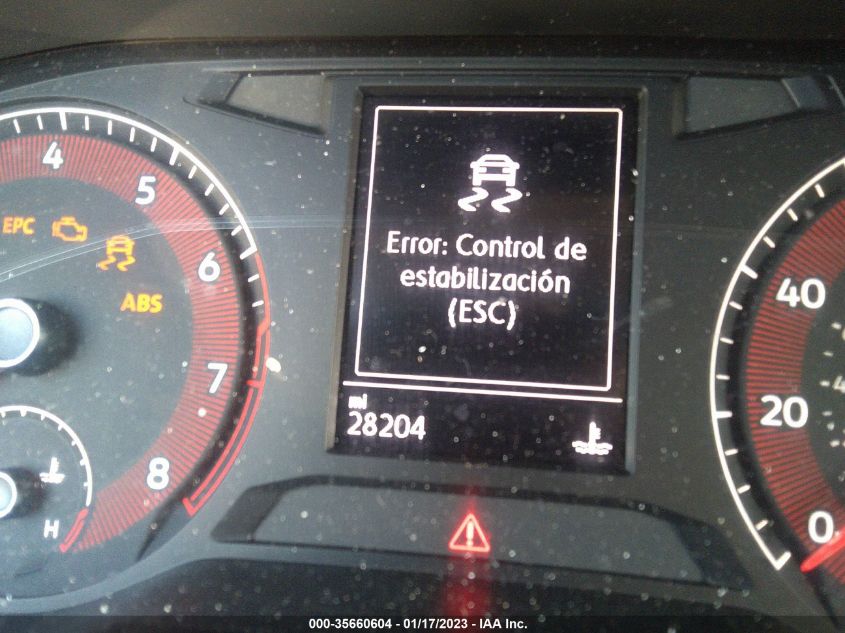 4
5
6
7
8
EPC
ABS
H
Error: Control de
estabilización
(ESC)
mi
28204
40
20
0
000-35660604 - 01/17/2023 - IAA Inc.